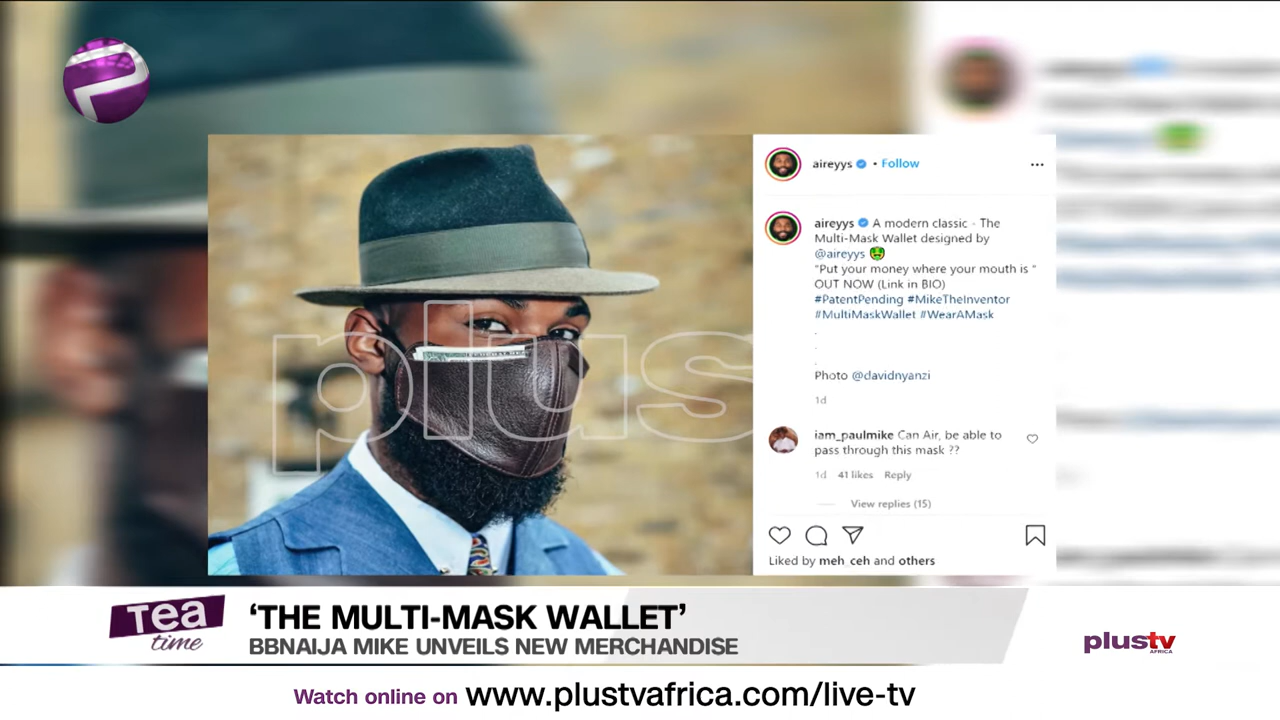 aireyys • Follow
aireyys A modern classic - The
Multi-Mask Wallet designed by
@aireyys
"Put your money where your mouth is "
OUT NOW (Link in BIO)
#PatentPending #MikeTheInventor
#MultiMaskWallet #WearAMask
.
.
.
Photo @davidnyanzi
1d
plus
iam_paulmike Can Air, be able to
pass through this mask ??
1d 41 likes Reply
View replies (15)
Liked by meh_ceh and others
Tea
time
‘THE MULTI-MASK WALLET’
BBNAIJA MIKE UNVEILS NEW MERCHANDISE
plustv
AFRICA
Watch online on www.plustvafrica.com/live-tv